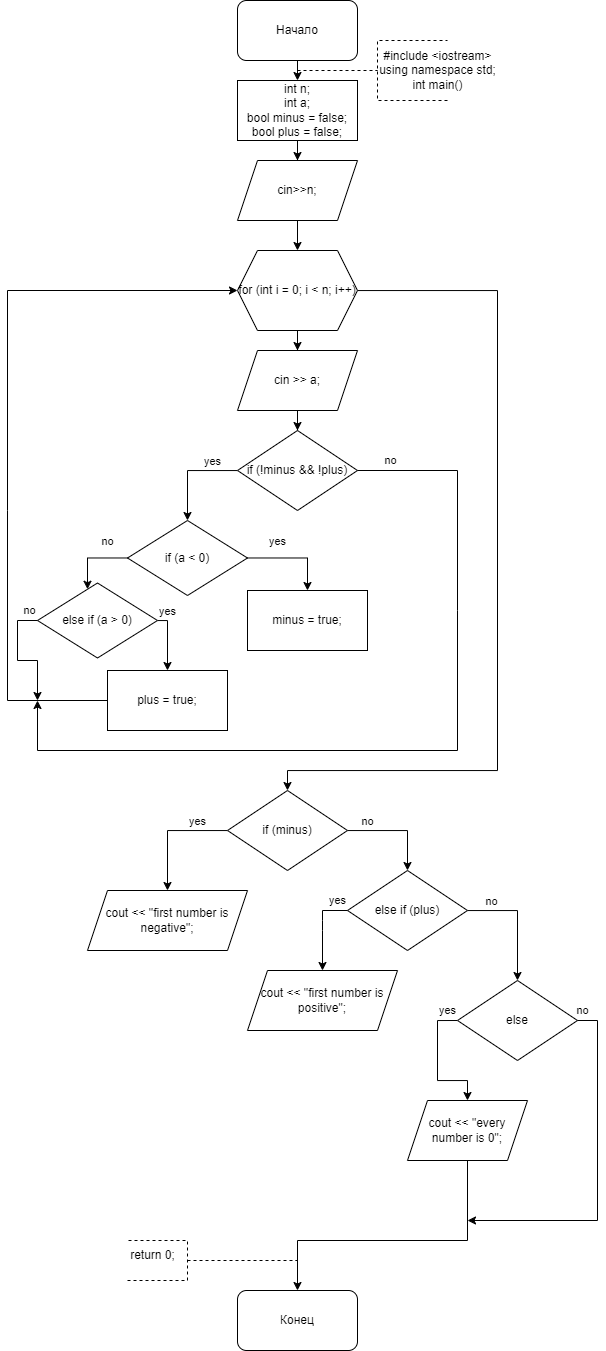 Начало
#include <iostream>
using namespace std;
int main()
int n;
int a;
bool minus = false;
bool plus = false;
cin>>n;
for (int i = 0; i < n; i++)
cin >> a;
yes
if (!minus && !plus)
no
no
if (a < 0)
yes
no
else if (a > 0)
yes
minus = true;
plus = true;
yes
if (minus)
no
cout << "first number is
negative";
yes
else if (plus)
no
cout << "first number is
positive";
yes
else
no
cout << "every
number is 0";
return 0;
Конец